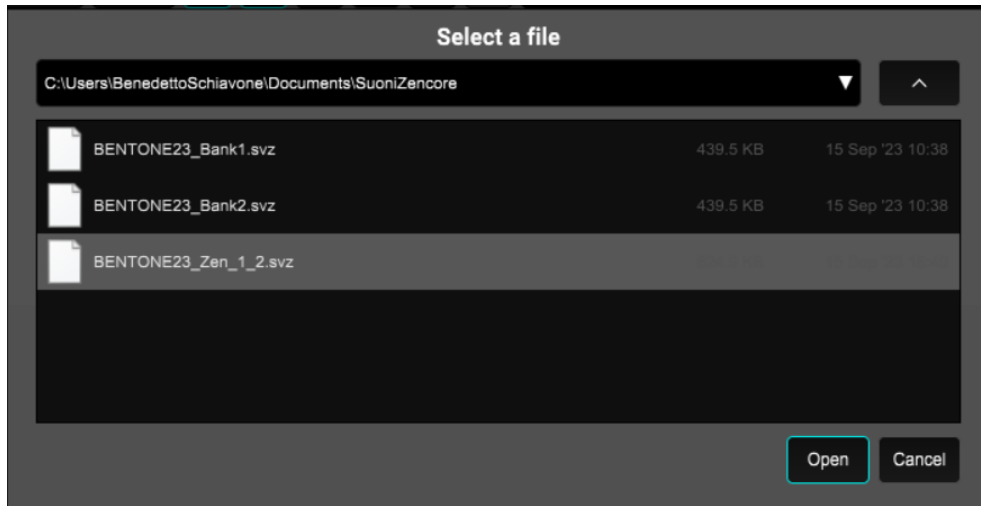 Select a file
C:\Users\BenedettoSchiavone\Documents\SuoniZencore
BENTONE23_Bank1.svz 439.5 KB 15 Sep '23 10:38
BENTONE23_Bank2.svz 439.5 KB 15 Sep '23 10:38
BENTONE23_Zen_1_2.svz
Open Cancel